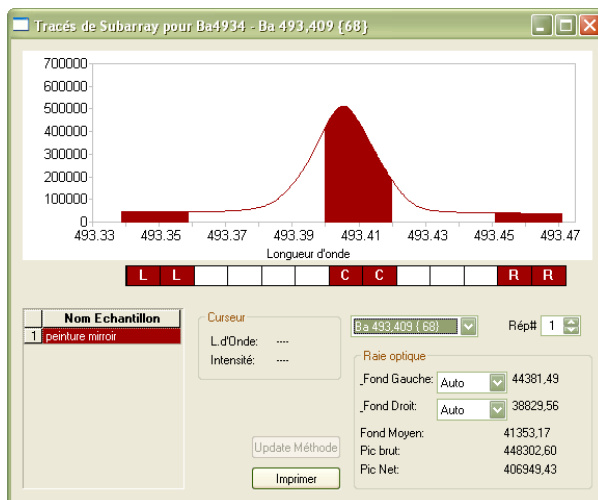 Tracés de Subarray pour Ba4934 - Ba 493,409 {68}
700000
600000
500000
400000
300000
200000
100000
0
493.33 493.35 493.37 493.39 493.41 493.43 493.45 493.47
Longueur d'onde
L L C C R R
Nom Echantillon
1 peinture mirroir
Curseur
L.d'Onde: ----
Intensité: ----
Ba 493,409 { 68}
Rép# 1
Raie optique
_Fond Gauche: Auto 44381,49
_Fond Droit: Auto 38829,56
Fond Moyen: 41353,17
Pic brut: 448302,60
Pic Net: 406949,43
Update Méthode
Imprimer